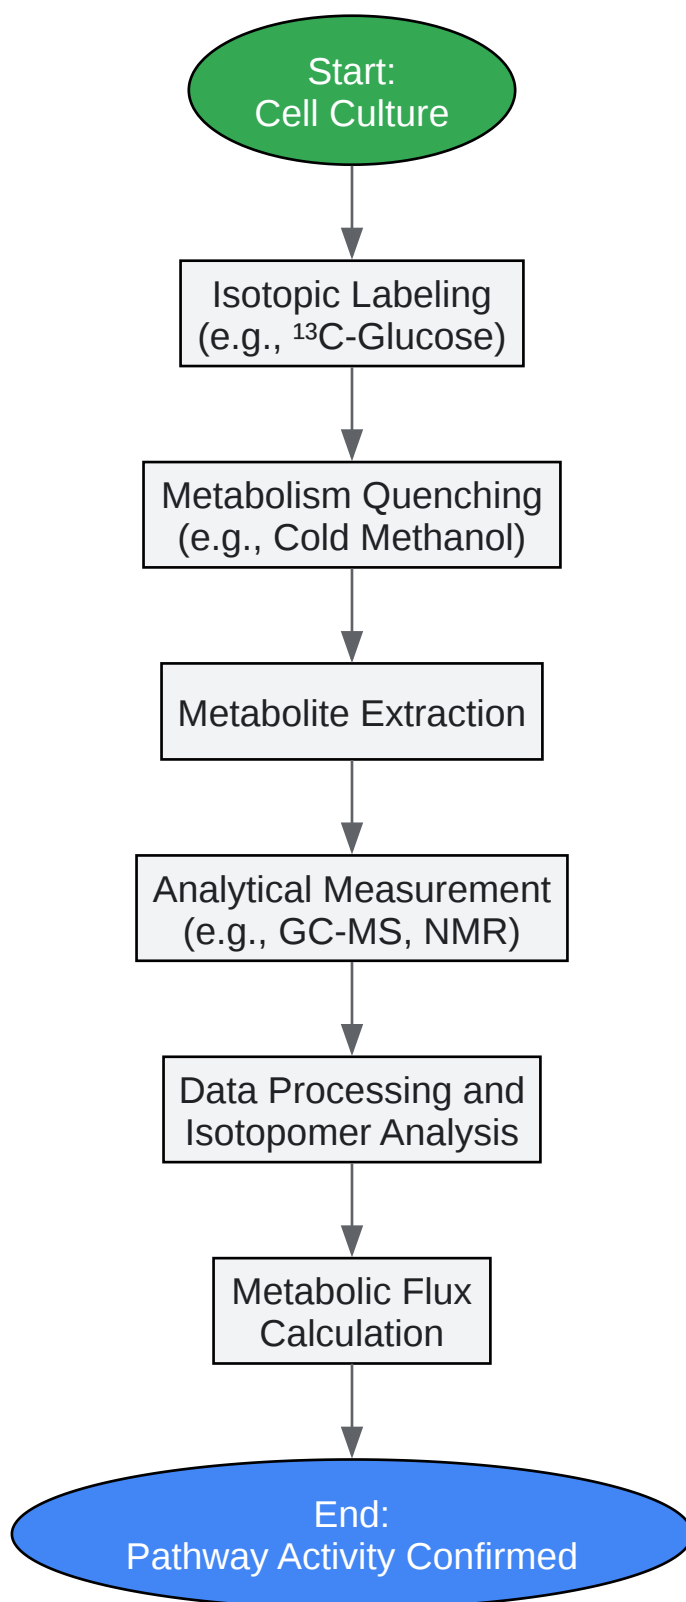 Start:
Cell Culture
Isotopic Labeling
(e.g., ¹³C-Glucose)
Metabolism Quenching
(e.g., Cold Methanol)
Metabolite Extraction
Analytical Measurement
(e.g., GC-MS, NMR)
Data Processing and
Isotopomer Analysis
Metabolic Flux
Calculation
End:
Pathway Activity Confirmed